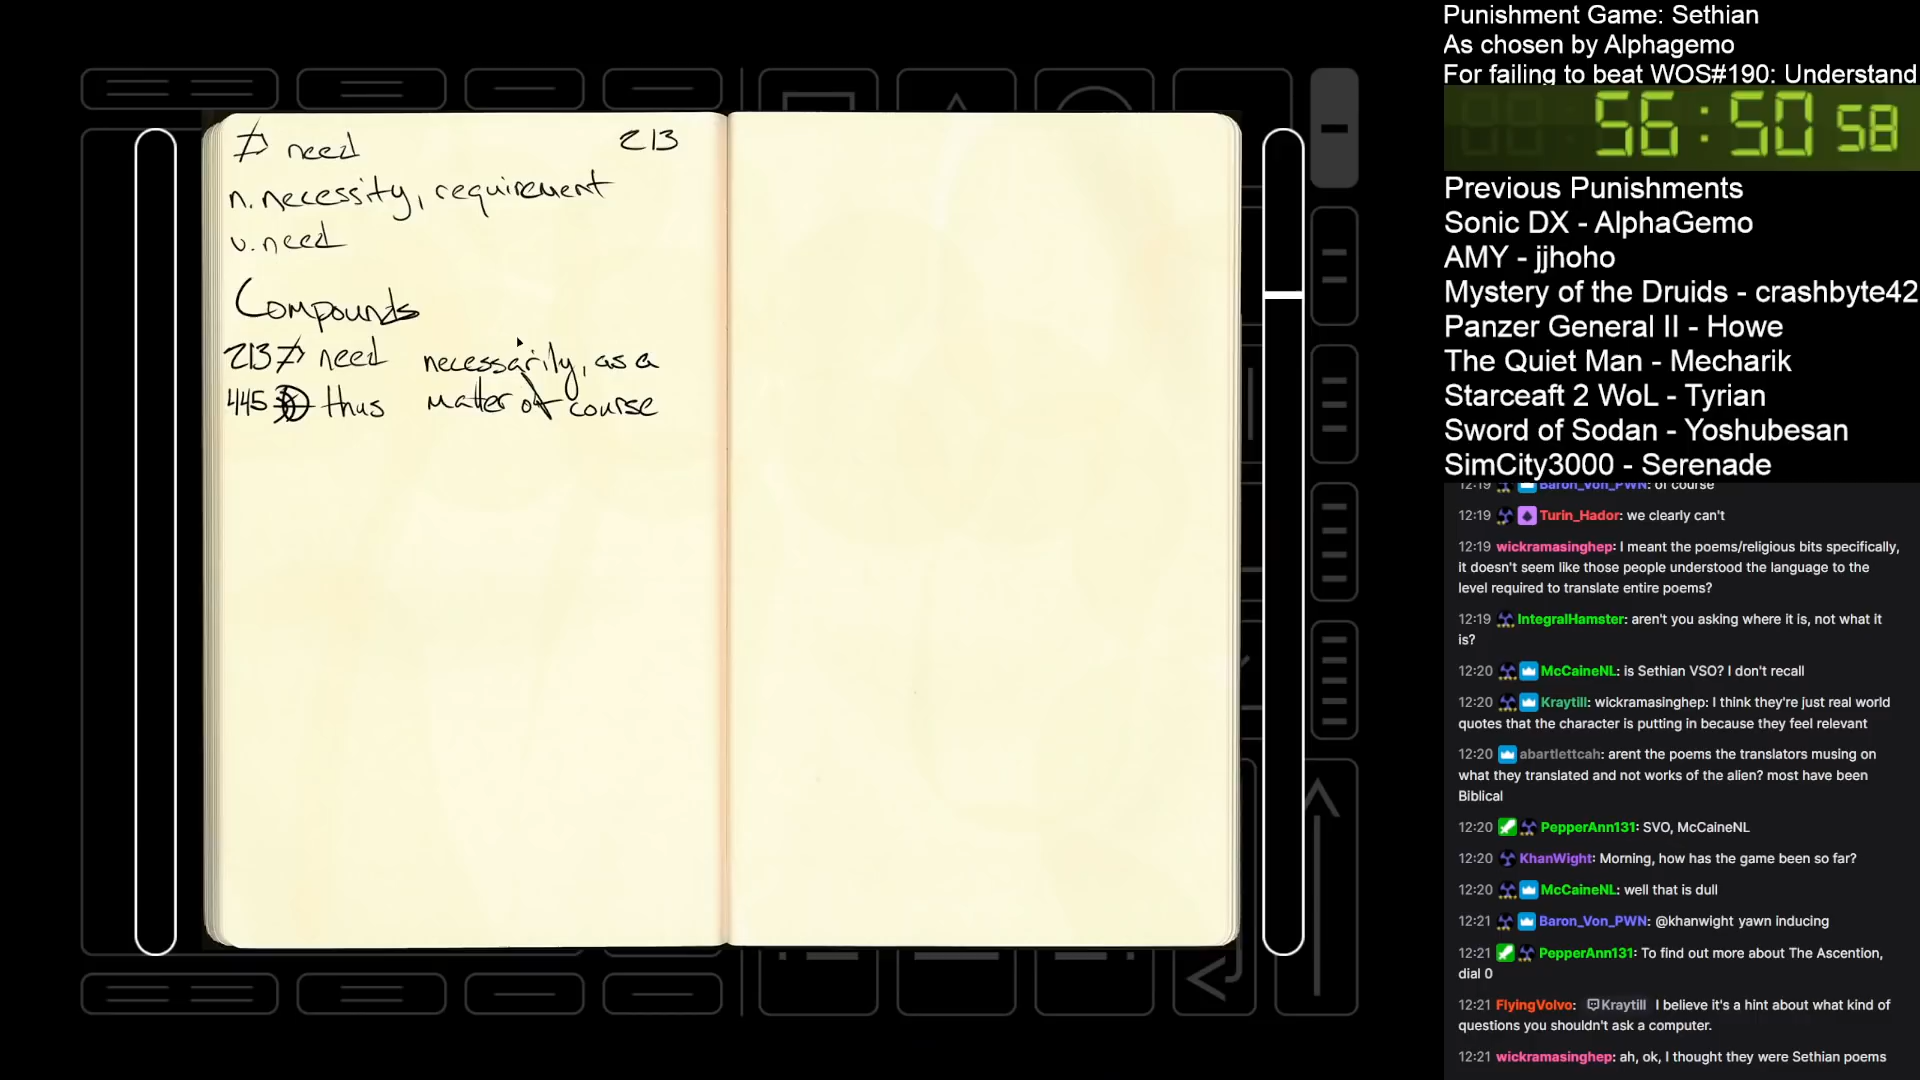 need 213
n. necessity, requirement
v. need
Compounds
213 need necessarily, as a
445 thus matter of course
Punishment Game: Sethian
As chosen by Alphagemo
For failing to beat WOS#190: Understand
56:50 58
Previous Punishments
Sonic DX - AlphaGemo
AMY - jjhoho
Mystery of the Druids - crashbyte42
Panzer General II - Howe
The Quiet Man - Mecharik
Starceaft 2 WoL - Tyrian
Sword of Sodan - Yoshubesan
SimCity3000 - Serenade
12:19 Baron_Von_PWN: of course
12:19 Turin_Hador: we clearly can't
12:19 wickramasinghep: I meant the poems/religious bits specifically,
it doesn't seem like those people understood the language to the
level required to translate entire poems?
12:19 IntegralHamster: aren't you asking where it is, not what it
is?
12:20 McCaineNL: is Sethian VSO? I don't recall
12:20 Kraytill: wickramasinghep: I think they're just real world
quotes that the character is putting in because they feel relevant
12:20 abartlettcah: arent the poems the translators musing on
what they translated and not works of the alien? most have been
Biblical
12:20 PepperAnn131: SVO, McCaineNL
12:20 KhanWight: Morning, how has the game been so far?
12:20 McCaineNL: well that is dull
12:21 Baron_Von_PWN: @khanwight yawn inducing
12:21 PepperAnn131: To find out more about The Ascention,
dial 0
12:21 FlyingVolvo: Kraytill I believe it's a hint about what kind of
questions you shouldn't ask a computer.
12:21 wickramasinghep: ah, ok, I thought they were Sethian poems